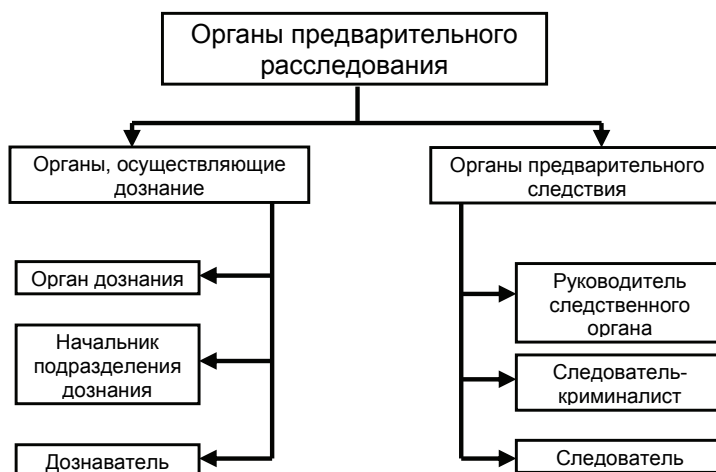 Органы предварительного
расследования
Органы, осуществляющие
дознание
Органы предварительного
следствия
Орган дознания
Начальник
подразделения
дознания
Дознаватель
Руководитель
следственного
органа
Следователь-
криминалист
Следователь